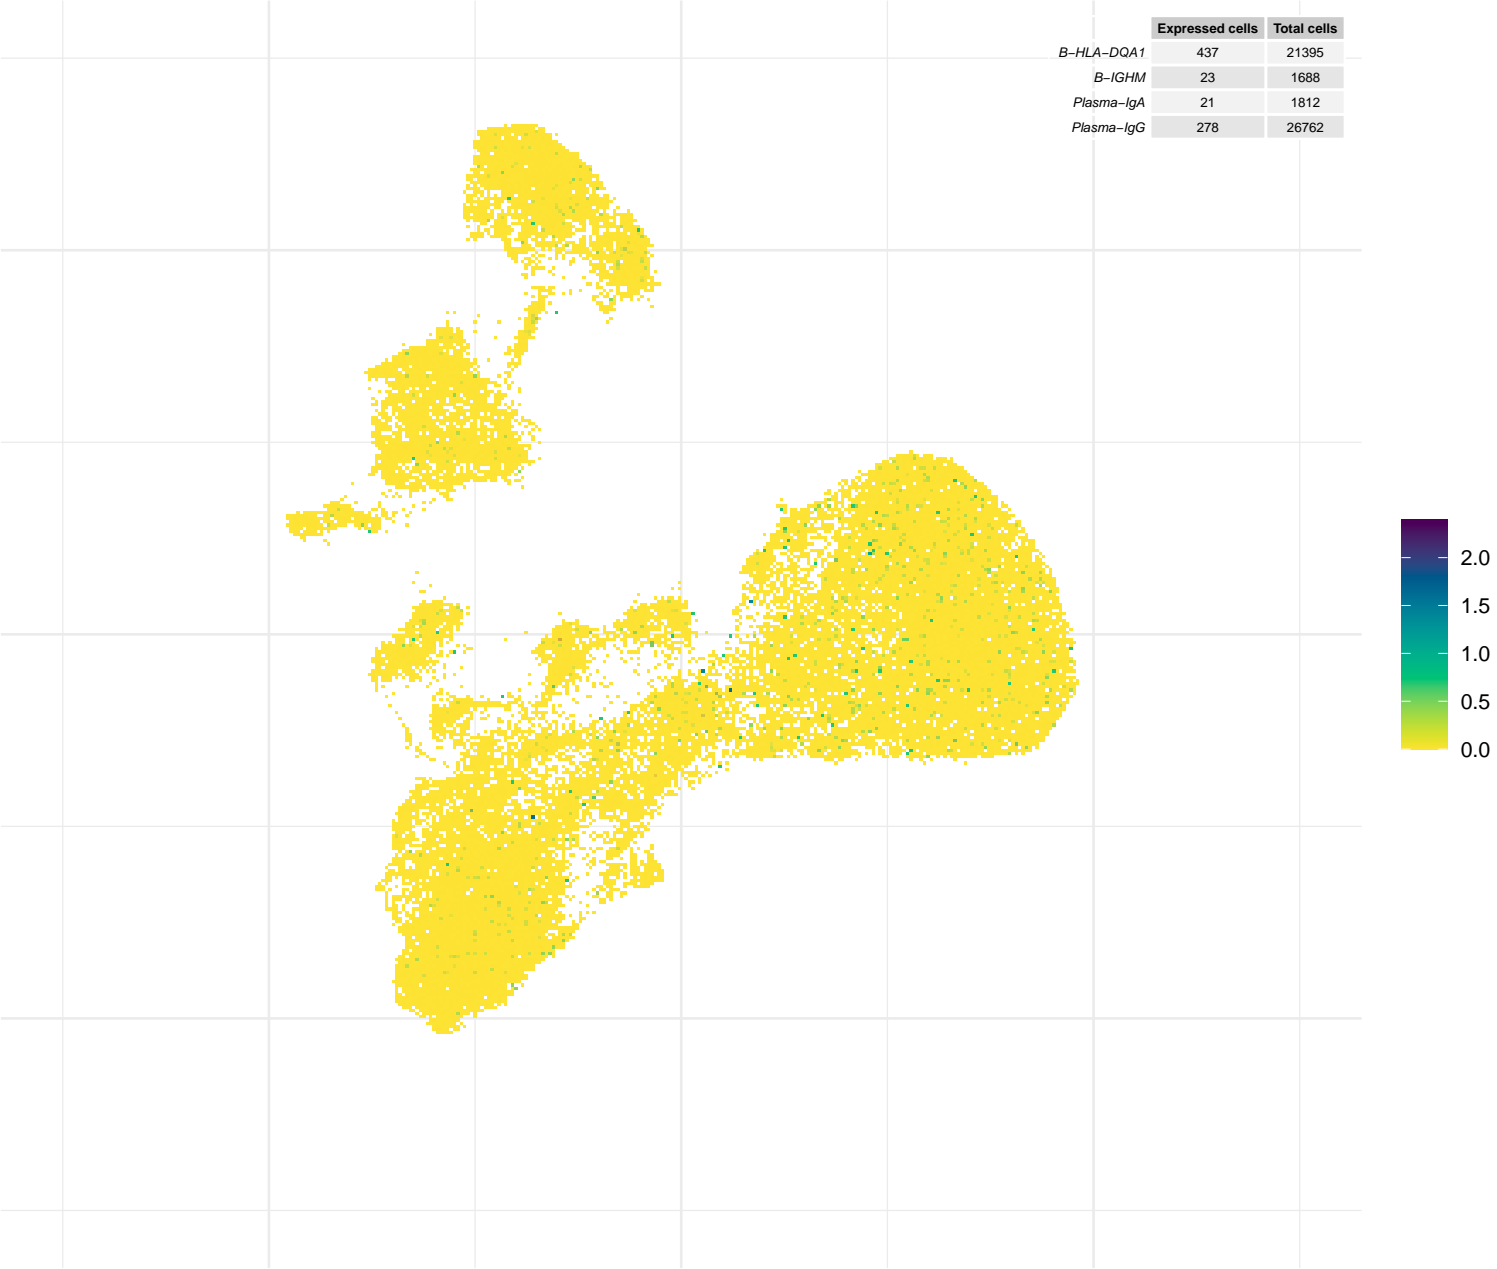 Expressed cells Total cells
B−HLA−DQA1 437 21395
B−IGHM 23 1688
Plasma−IgA 21 1812
Plasma−IgG 278 26762
2.0
1.5
1.0
0.5
0.0